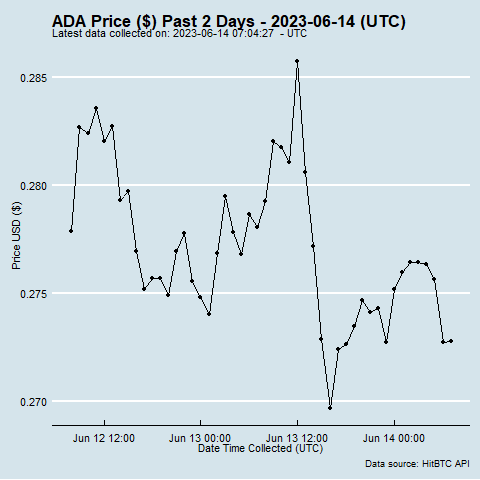 ADA Price ($) Past 2 Days - 2023-06-14 (UTC)
Latest data collected on: 2023-06-14 07:04:27  - UTC
0.285
0.280
0.275
0.270
Price USD ($)
Jun 12 12:00
Jun 13 00:00
Jun 13 12:00
Jun 14 00:00
Date Time Collected (UTC)
Data source: HitBTC API